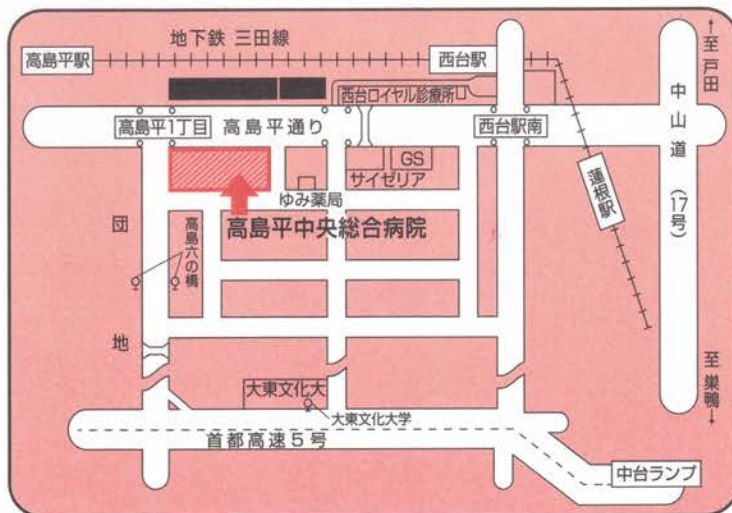 地下鉄 三田線
高島平駅
西台駅
↑至戸田
西台ロイヤル診療所
高島平1丁目
高島平通り
西台駅南
中山道(17号)
GS
サイゼリア
蓮根駅
ゆみ薬局
高島平中央総合病院
団地
高島六の橋
至巣鴨↓
大東文化大
大東文化大学
首都高速5号
中台ランプ